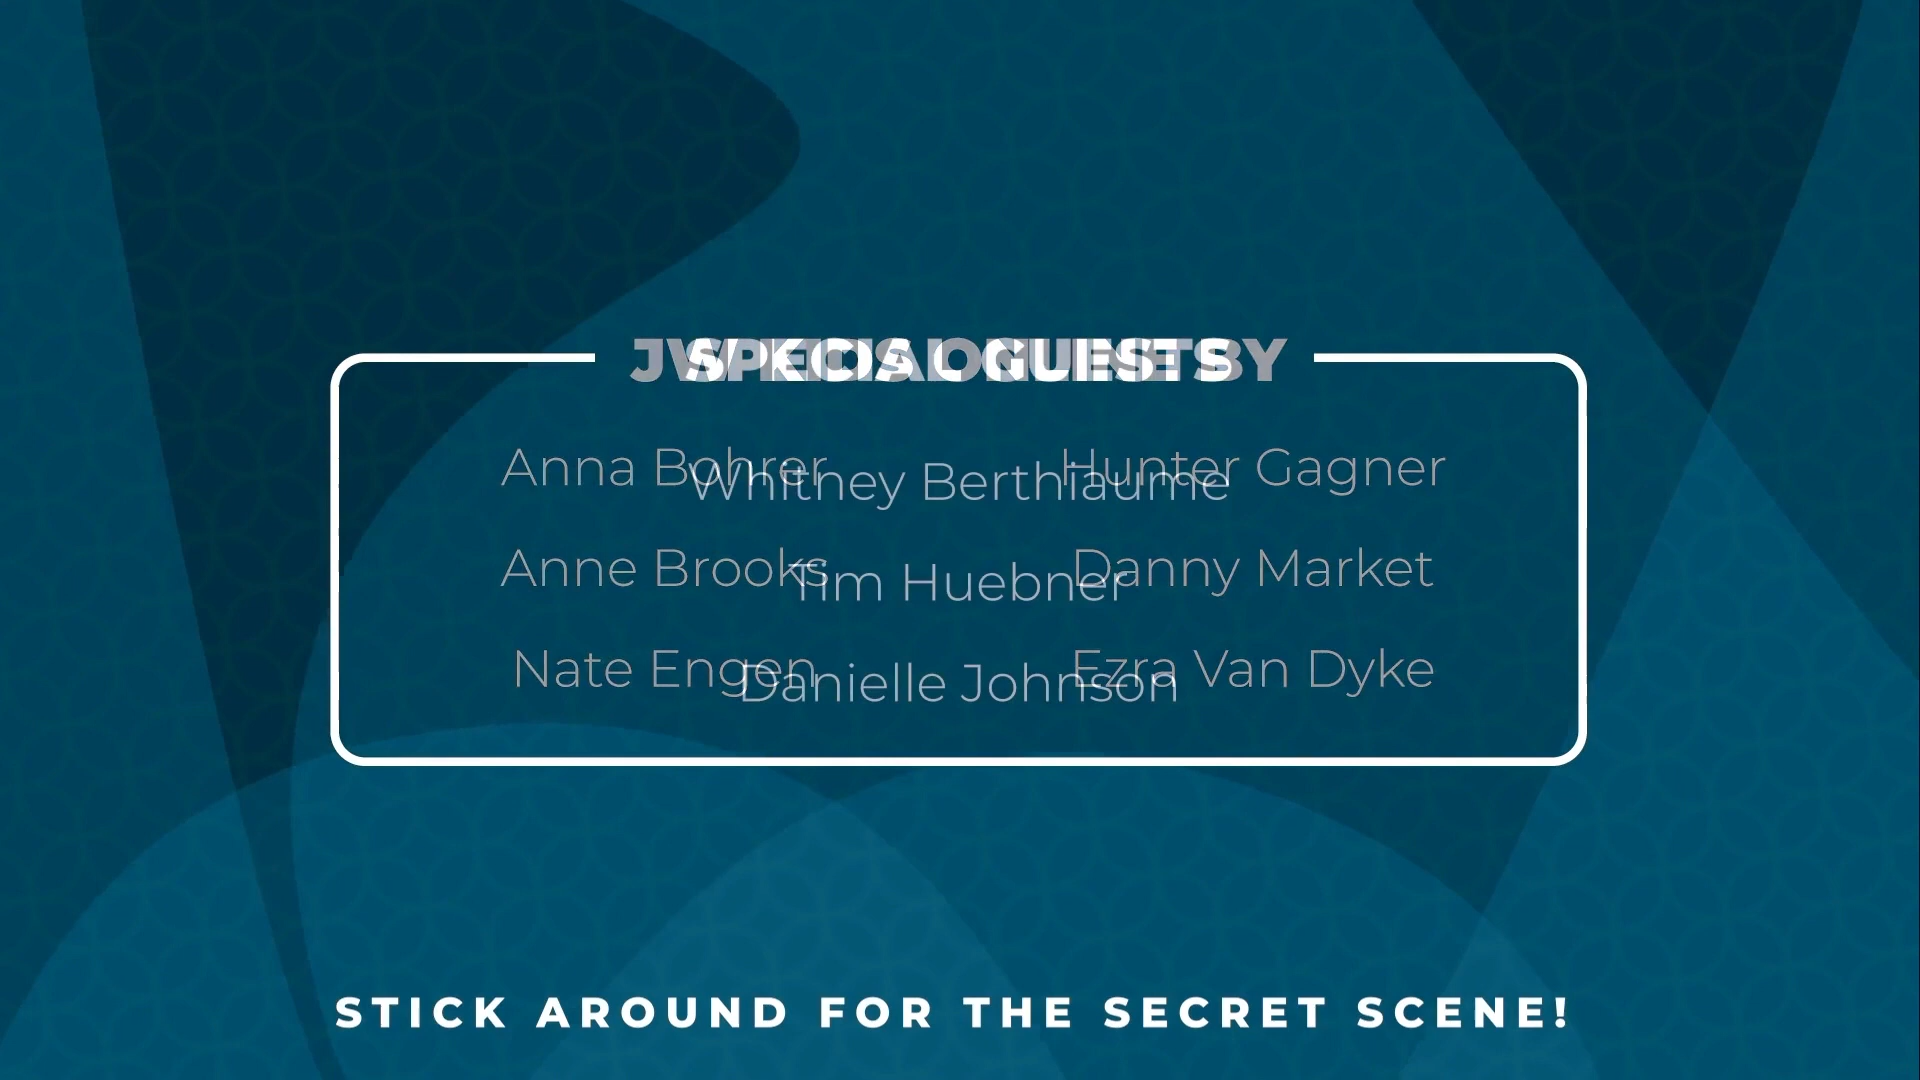 SPECIAL GUESTS
Anna Bohrer
Hunter Gagner
Whitney Berthiaume
Anne Brooks
Danny Market
Tim Huebner
Nate Engen
Ezra Van Dyke
Danielle Johnson
STICK AROUND FOR THE SECRET SCENE!